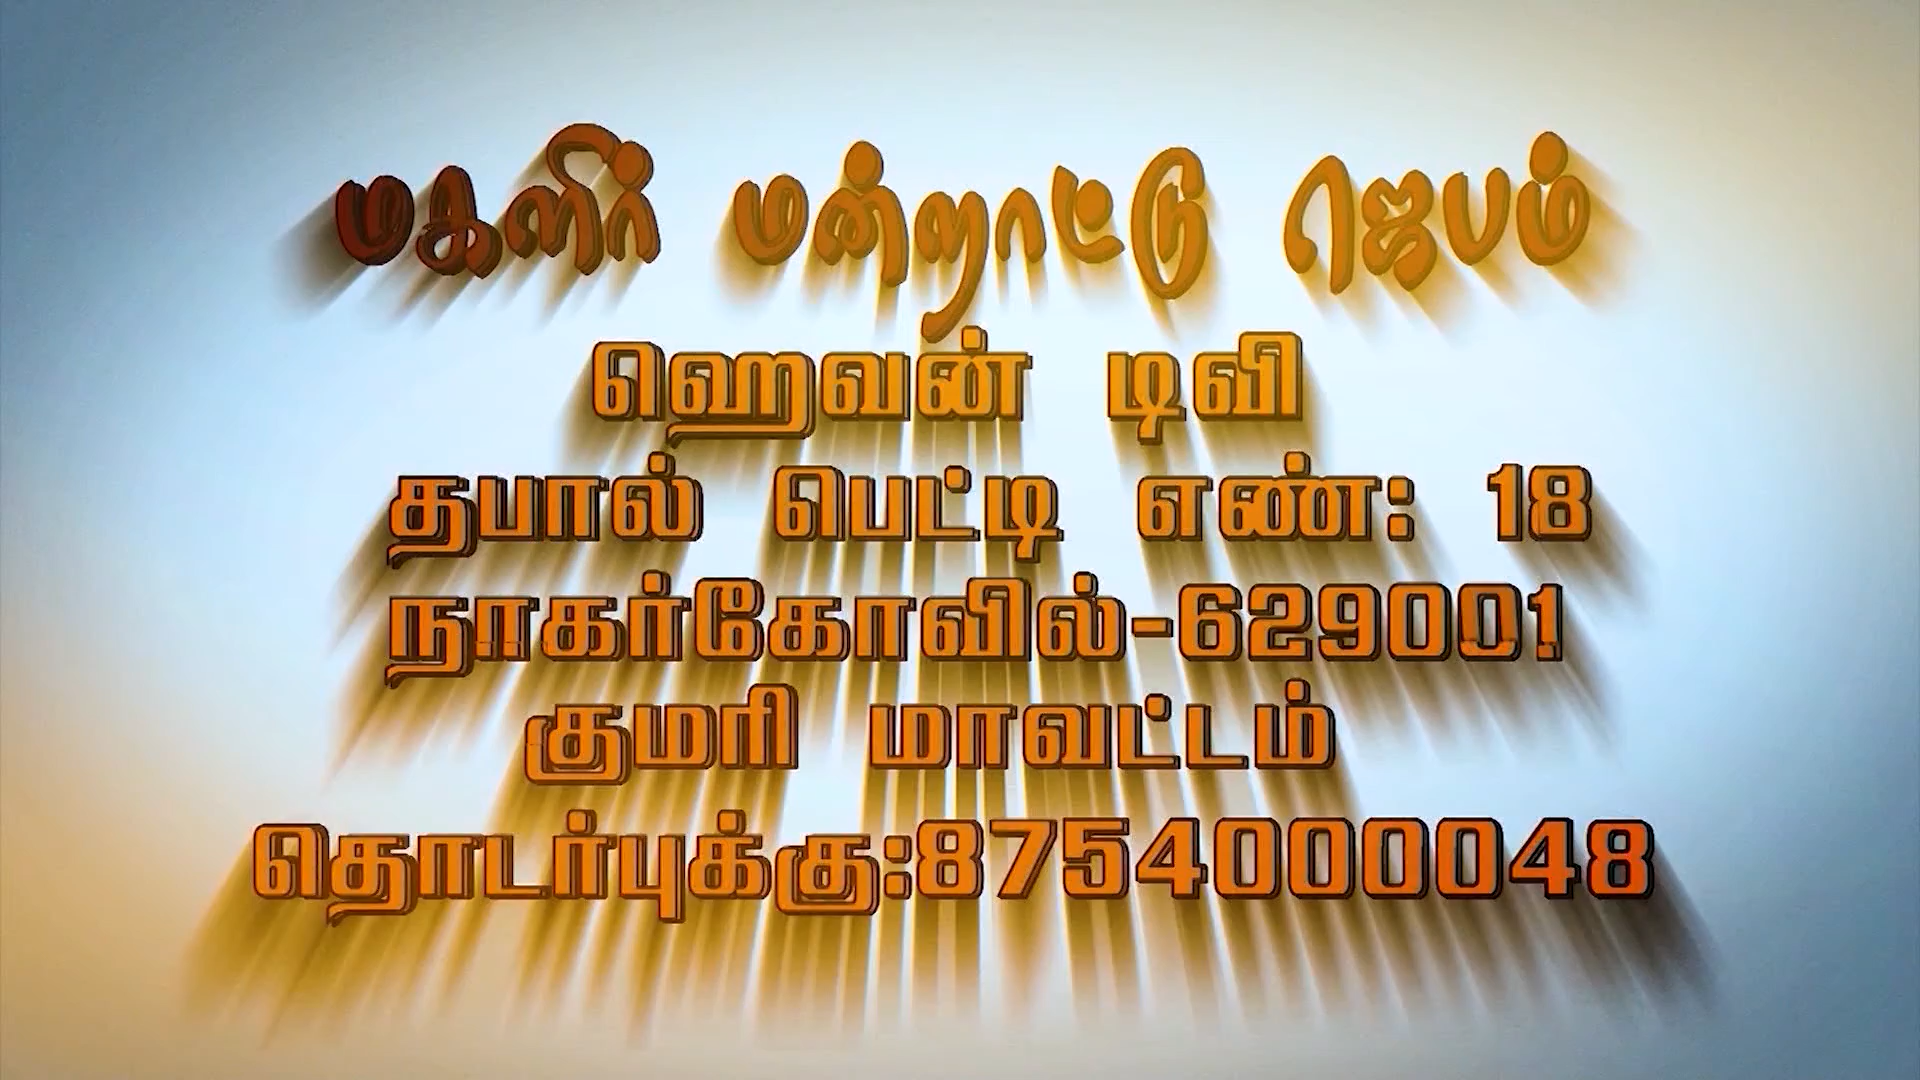 மகளிர் மன்றாட்டு ஜெபம்
ஹெவன் டிவி
தபால் பெட்டி எண்: 18
நாகர்கோவில்-629001
குமரி மாவட்டம்
தொடர்புக்கு:8754000048